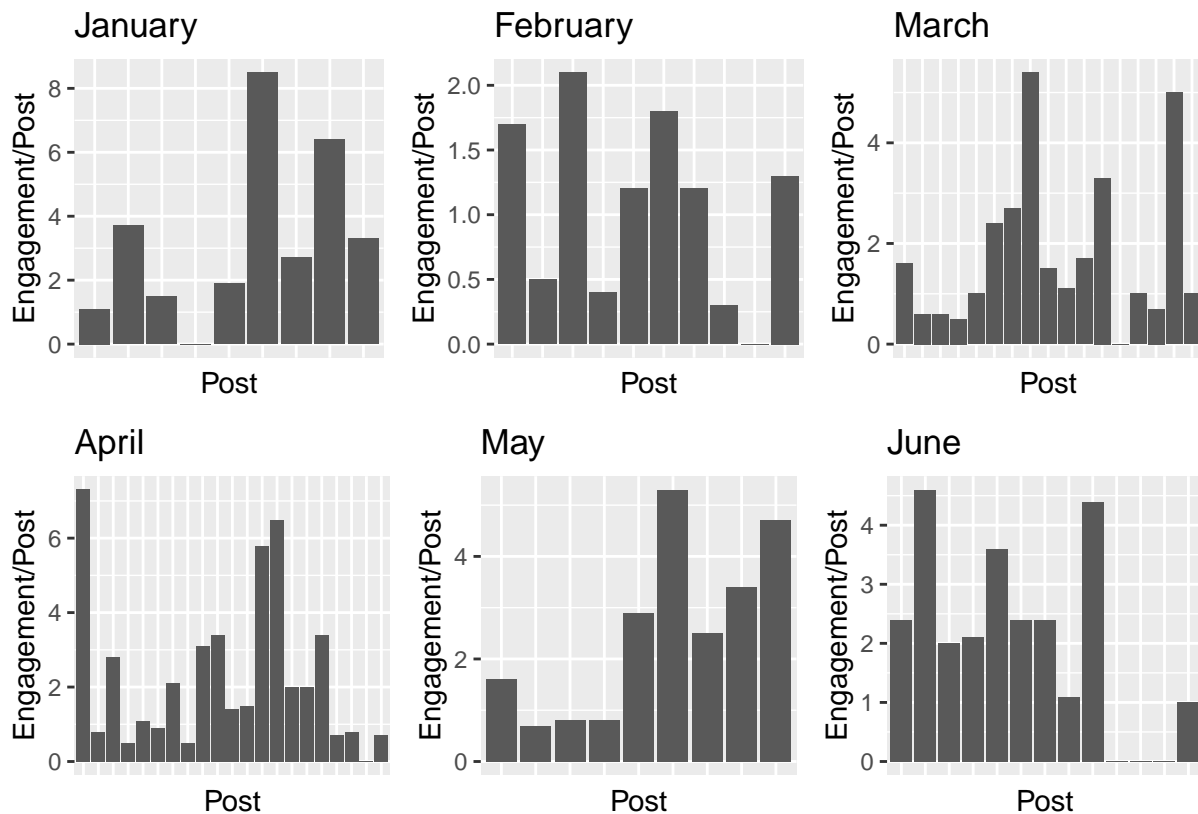 January
February
March
Engagement/Post
8
6
4
2
0
Post
Engagement/Post
2.0
1.5
1.0
0.5
0.0
Post
Engagement/Post
4
2
0
Post
April
May
June
Engagement/Post
6
4
2
0
Post
Engagement/Post
4
2
0
Post
Engagement/Post
4
3
2
1
0
Post